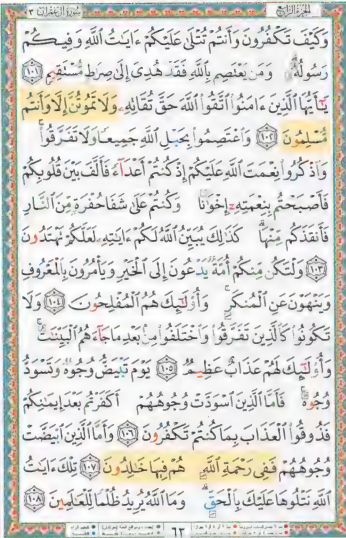 الجزء الرابع سورة آل عمران ٣
وَكَيْفَ تَكْفُرُونَ وَأَنتُمْ تُتْلَىٰ عَلَيْكُمْ ءَايَٰتُ ٱللَّهِ وَفِيكُمْ
رَسُولُهُۥ وَمَن يَعْتَصِم بِٱللَّهِ فَقَدْ هُدِىَ إِلَىٰ صِرَٰطٍ مُّسْتَقِيمٍ ١٠١
يَٰٓأَيُّهَا ٱلَّذِينَ ءَامَنُوا۟ ٱتَّقُوا۟ ٱللَّهَ حَقَّ تُقَاتِهِۦ وَلَا تَمُوتُنَّ إِلَّا وَأَنتُم
مُّسْلِمُونَ ١٠٢ وَٱعْتَصِمُوا۟ بِحَبْلِ ٱللَّهِ جَمِيعًا وَلَا تَفَرَّقُوا۟
وَٱذْكُرُوا۟ نِعْمَتَ ٱللَّهِ عَلَيْكُمْ إِذْ كُنتُمْ أَعْدَآءً فَأَلَّفَ بَيْنَ قُلُوبِكُمْ
فَأَصْبَحْتُم بِنِعْمَتِهِۦٓ إِخْوَٰنًا وَكُنتُمْ عَلَىٰ شَفَا حُفْرَةٍ مِّنَ ٱلنَّارِ
فَأَنقَذَكُم مِّنْهَا كَذَٰلِكَ يُبَيِّنُ ٱللَّهُ لَكُمْ ءَايَٰتِهِۦ لَعَلَّكُمْ تَهْتَدُونَ
١٠٣ وَلْتَكُن مِّنكُمْ أُمَّةٌ يَدْعُونَ إِلَى ٱلْخَيْرِ وَيَأْمُرُونَ بِٱلْمَعْرُوفِ
وَيَنْهَوْنَ عَنِ ٱلْمُنكَرِ وَأُو۟لَٰٓئِكَ هُمُ ٱلْمُفْلِحُونَ ١٠٤ وَلَا
تَكُونُوا۟ كَٱلَّذِينَ تَفَرَّقُوا۟ وَٱخْتَلَفُوا۟ مِنۢ بَعْدِ مَا جَآءَهُمُ ٱلْبَيِّنَٰتُ
وَأُو۟لَٰٓئِكَ لَهُمْ عَذَابٌ عَظِيمٌ ١٠٥ يَوْمَ تَبْيَضُّ وُجُوهٌ وَتَسْوَدُّ
وُجُوهٌ فَأَمَّا ٱلَّذِينَ ٱسْوَدَّتْ وُجُوهُهُمْ أَكَفَرْتُم بَعْدَ إِيمَٰنِكُمْ
فَذُوقُوا۟ ٱلْعَذَابَ بِمَا كُنتُمْ تَكْفُرُونَ ١٠٦ وَأَمَّا ٱلَّذِينَ ٱبْيَضَّتْ
وُجُوهُهُمْ فَفِى رَحْمَةِ ٱللَّهِ هُمْ فِيهَا خَٰلِدُونَ ١٠٧ تِلْكَ ءَايَٰتُ
ٱللَّهِ نَتْلُوهَا عَلَيْكَ بِٱلْحَقِّ وَمَا ٱللَّهُ يُرِيدُ ظُلْمًا لِّلْعَٰلَمِينَ ١٠٨
٦٣